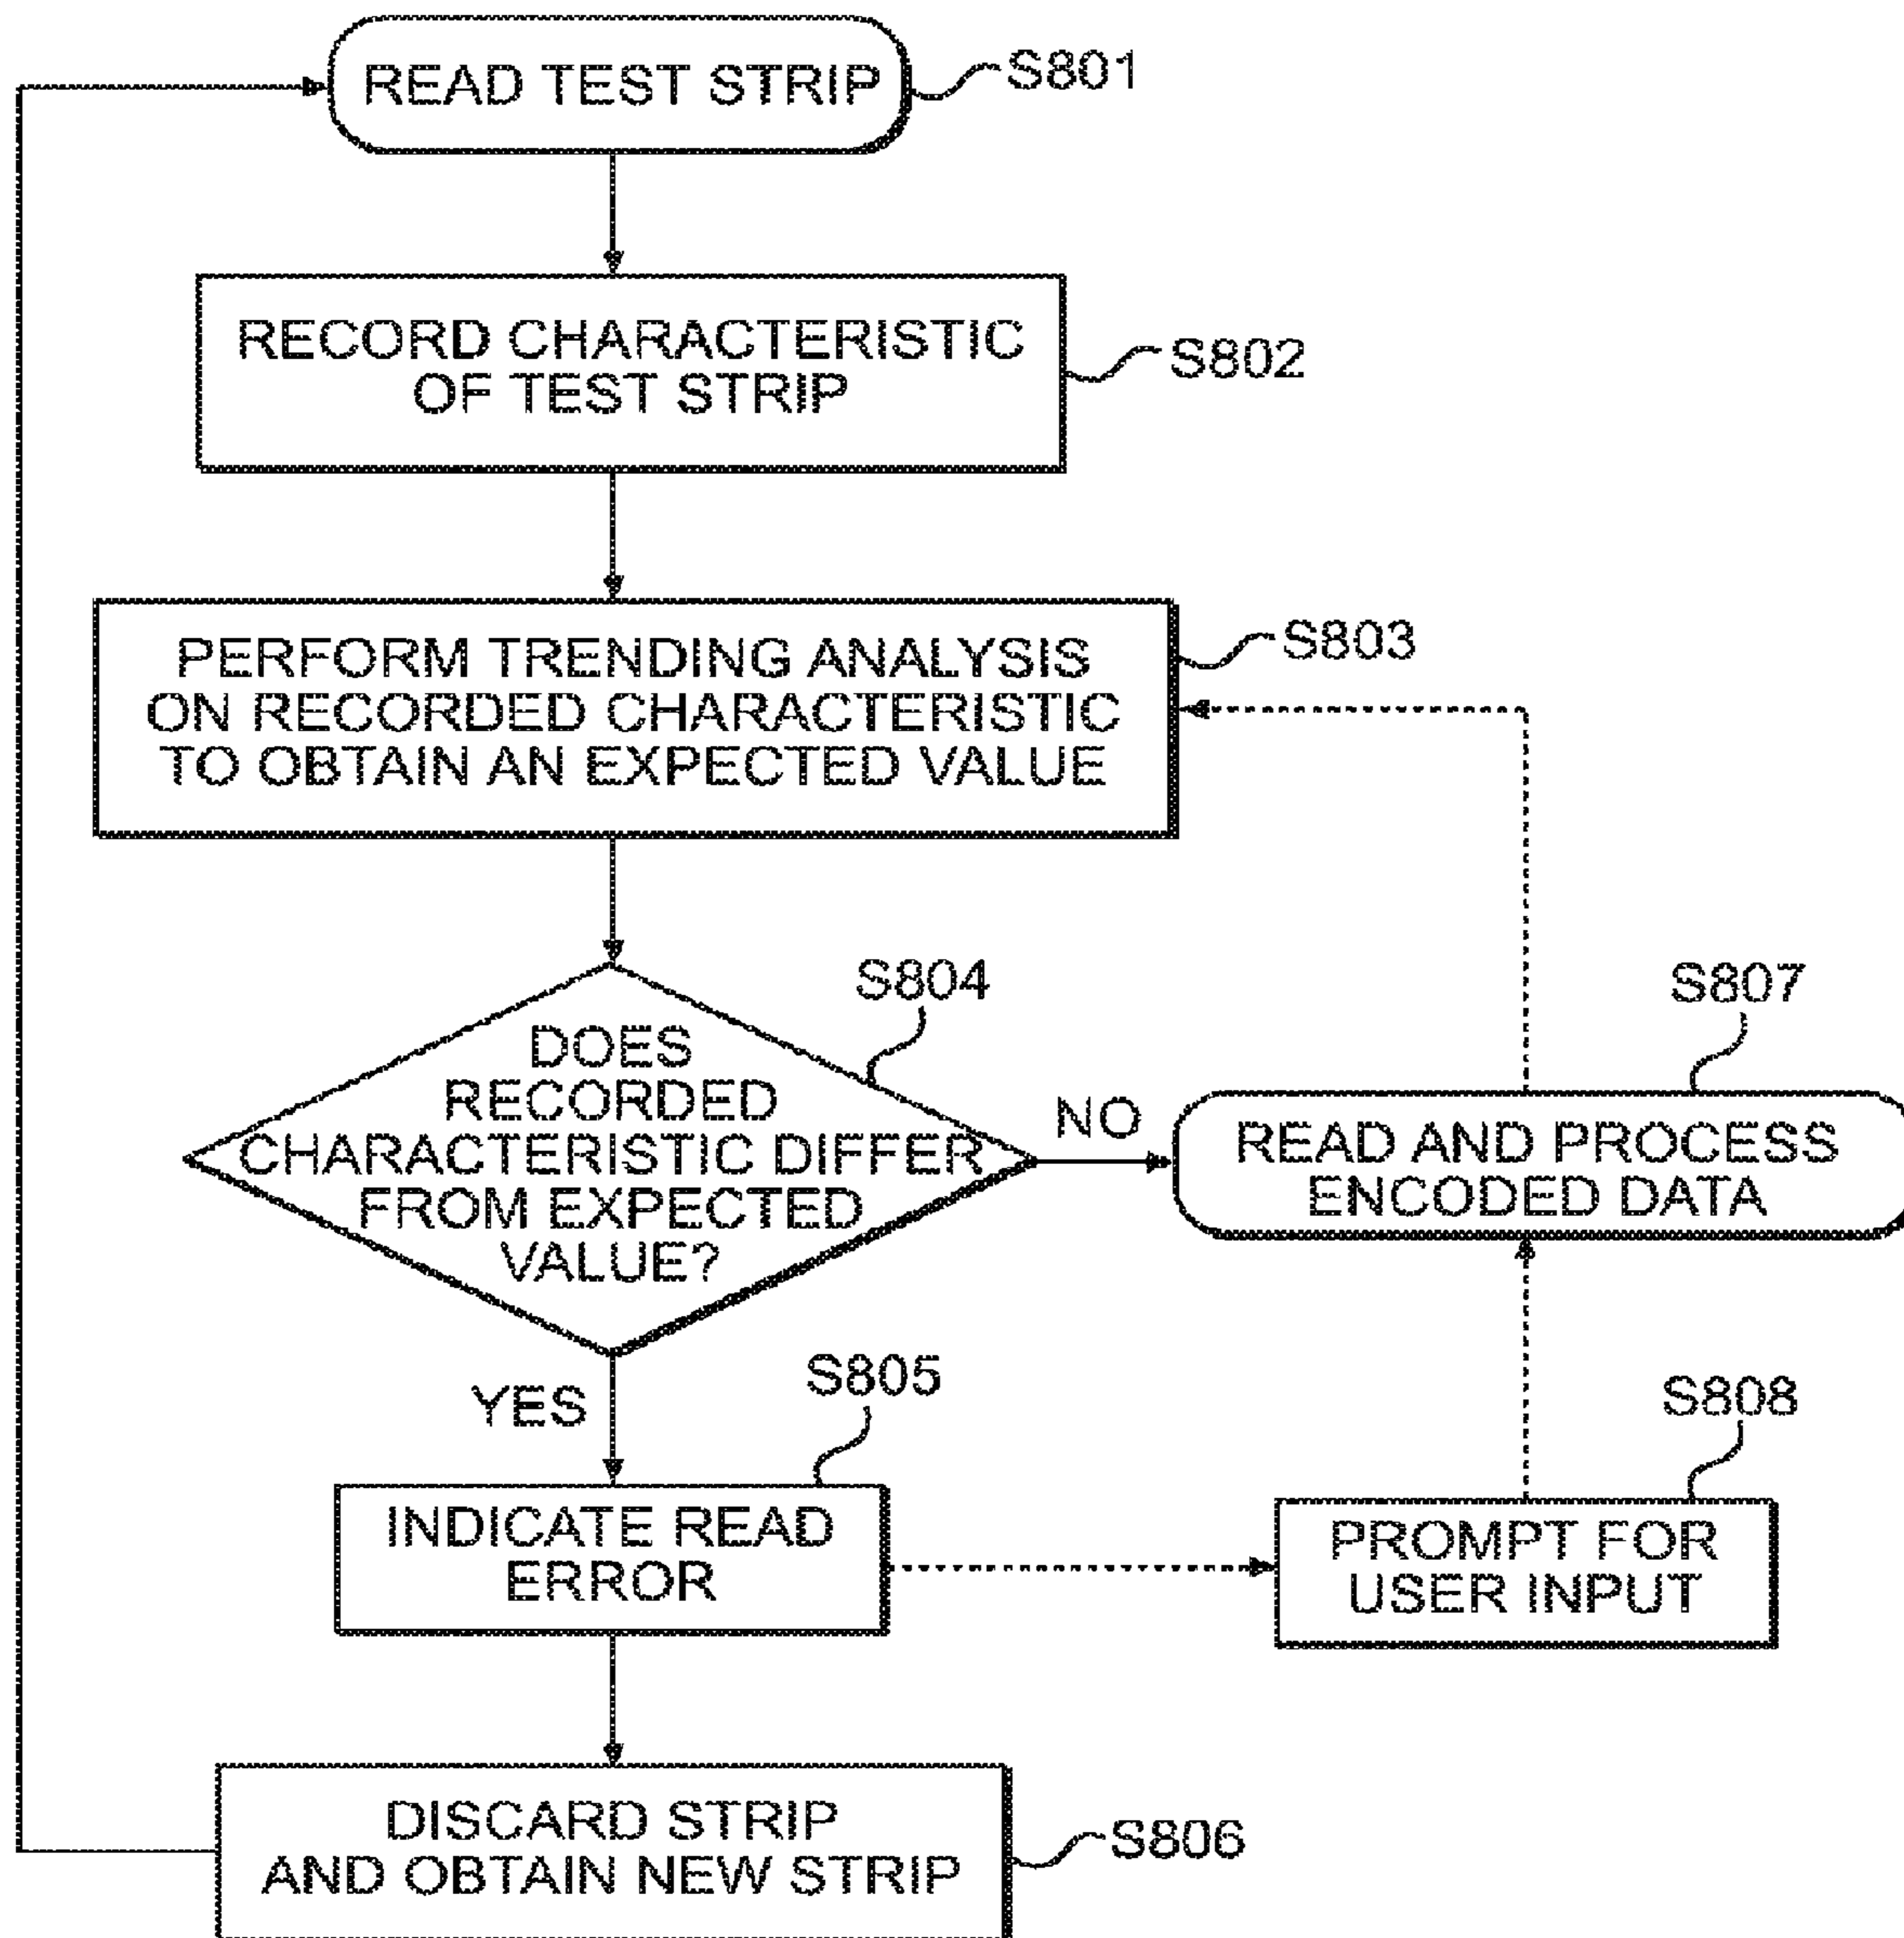 READ TEST STRIP
S801
RECORD CHARACTERISTIC
OF TEST STRIP
S802
PERFORM TRENDING ANALYSIS
ON RECORDED CHARACTERISTIC
TO OBTAIN AN EXPECTED VALUE
S803
S804
DOES
RECORDED
CHARACTERISTIC DIFFER
FROM EXPECTED
VALUE?
NO
S807
READ AND PROCESS
ENCODED DATA
YES
S805
INDICATE READ
ERROR
S808
PROMPT FOR
USER INPUT
DISCARD STRIP
AND OBTAIN NEW STRIP
S806